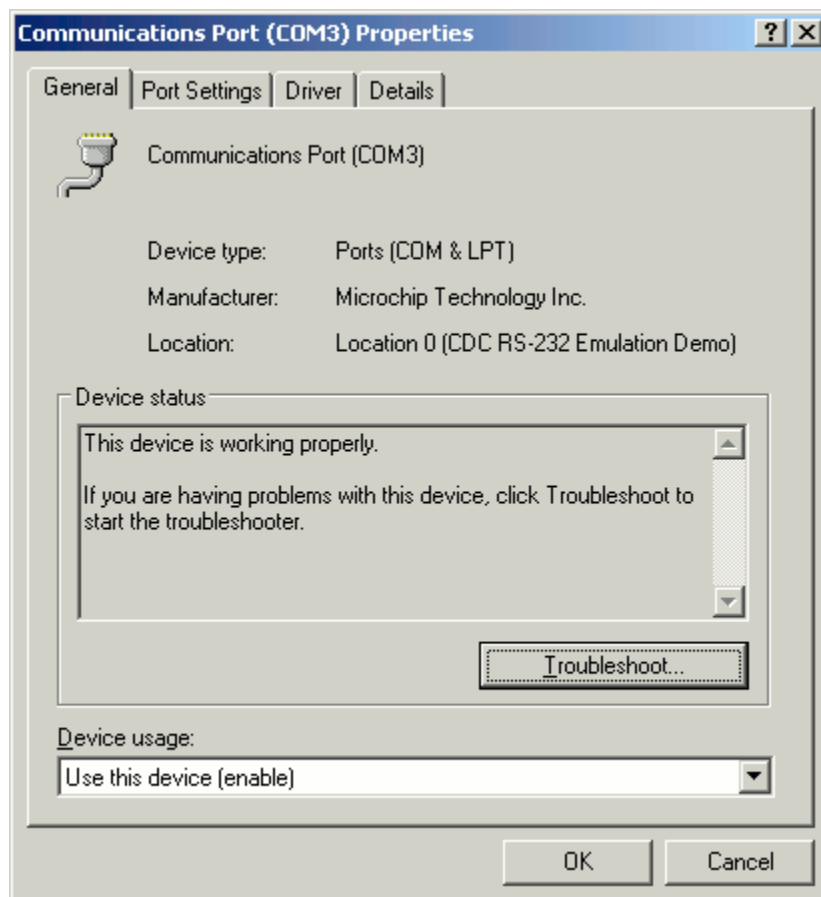 Communications Port (COM3) Properties
General Port Settings Driver Details
Communications Port (COM3)
Device type: Ports (COM & LPT)
Manufacturer: Microchip Technology Inc.
Location: Location 0 (CDC RS-232 Emulation Demo)
Device status
This device is working properly.
If you are having problems with this device, click Troubleshoot to
start the troubleshooter.
Troubleshoot...
Device usage:
Use this device (enable)
OK Cancel